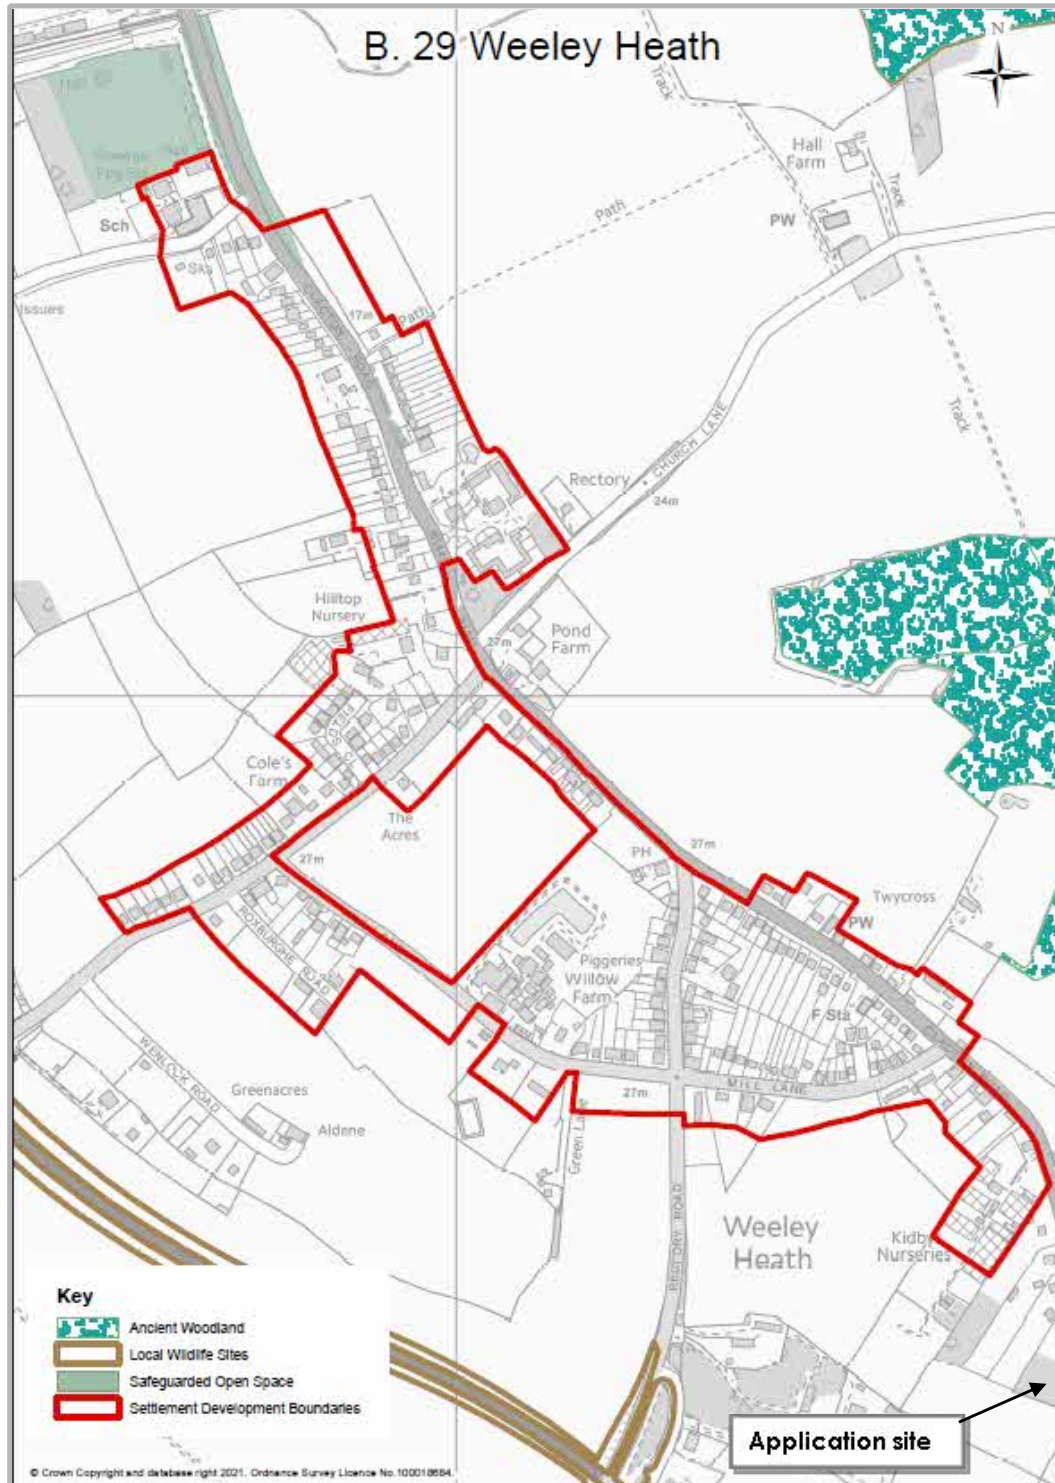 B. 29 Weeley Heath
N
Track
Hall
Farm
Track
PW
Path
Sch
Issues
17m
Path
Track
CHURCH LANE
Rectory
24m
Hilltop
Nursery
27m
Pond
Farm
Cole's
Farm
The
Acres
27m
PH
27m
Twycross
PW
ROXBURGHE ROAD
Piggeries
Willow
Farm
F Sta
WENLOCK ROAD
MILL LANE
27m
Greenacres
Aldene
Green Lane
RECTORY ROAD
Weeley
Heath
Kidby
Nurseries
Key
Ancient Woodland
Local Wildlife Sites
Safeguarded Open Space
Settlement Development Boundaries
Application site
© Crown Copyright and database right 2021. Ordnance Survey Licence No.100018684.